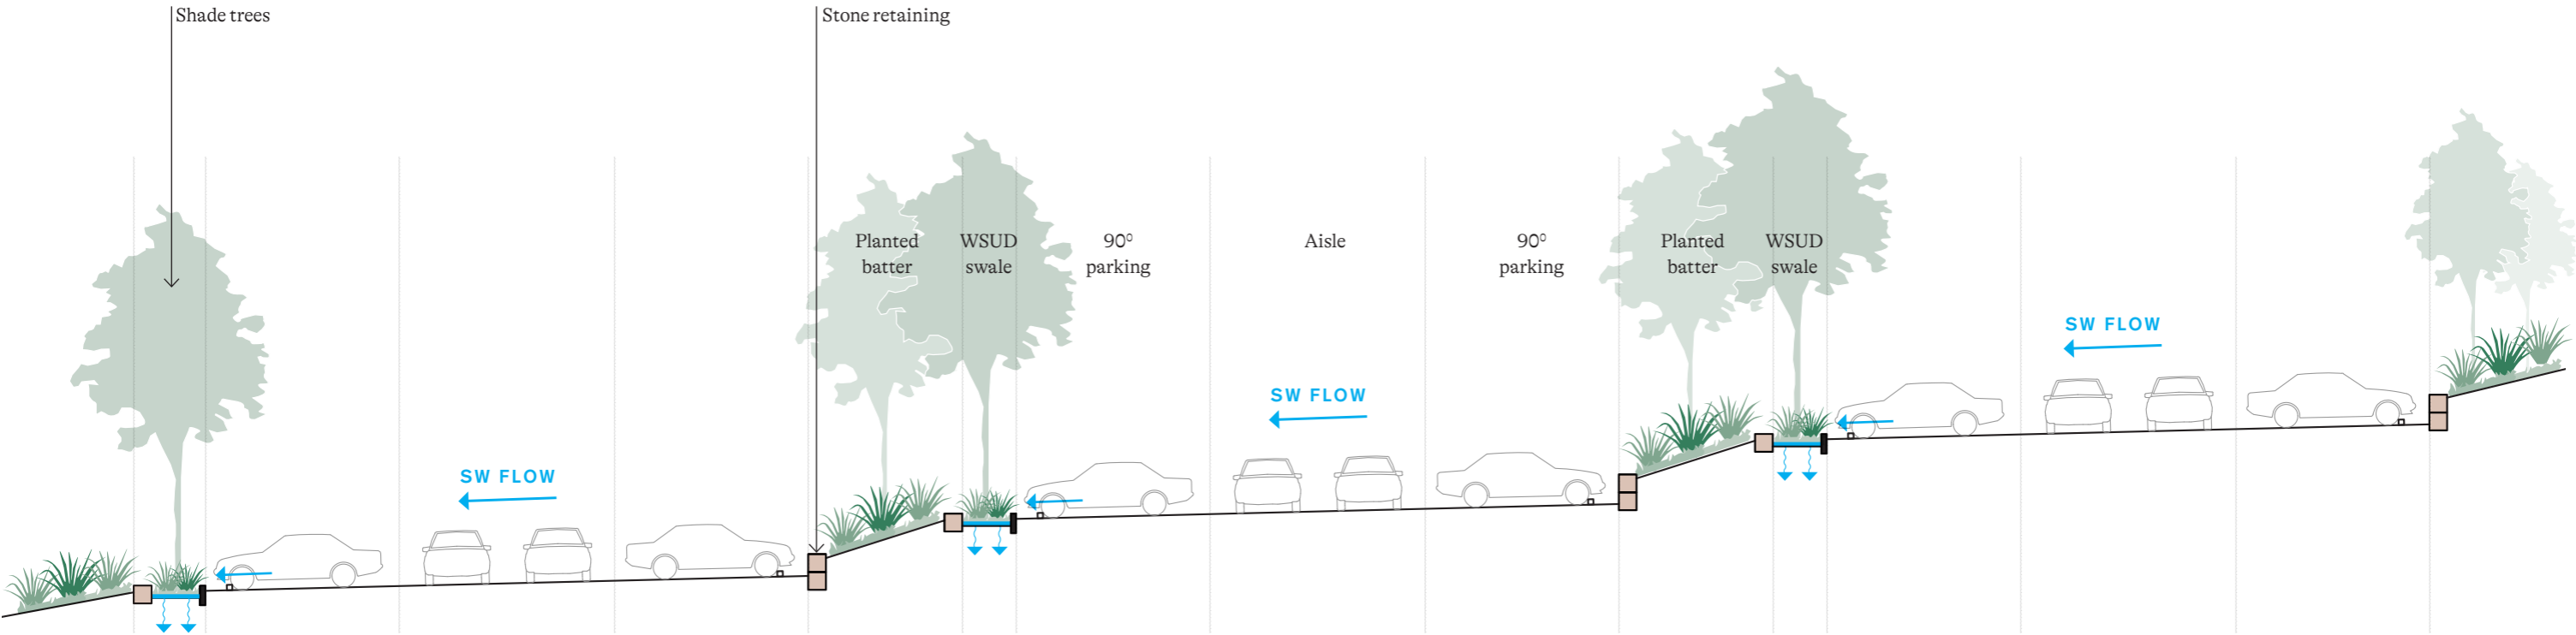 Shade trees
Stone retaining
Planted
batter
WSUD
swale
90º
parking
Aisle
90º
parking
Planted
batter
WSUD
swale
SW FLOW
SW FLOW
SW FLOW